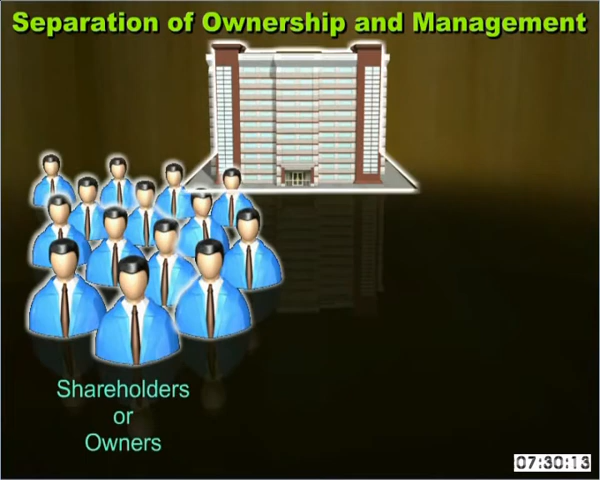 Separation of Ownership and Management
Shareholders
or
Owners
07:30:13